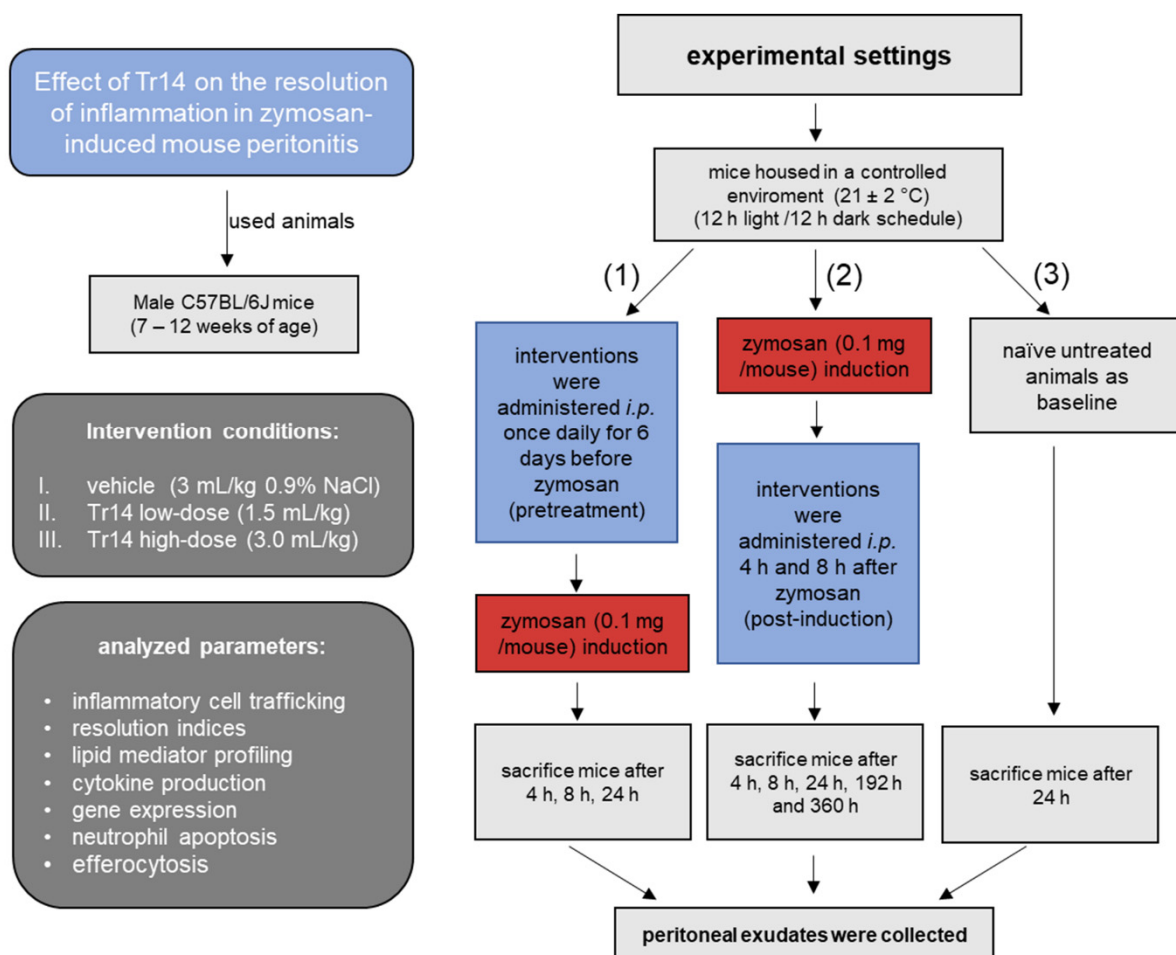 Effect of Tr14 on the resolution
of inflammation in zymosan-
induced mouse peritonitis
used animals
Male C57BL/6J mice
(7 – 12 weeks of age)
Intervention conditions:
I. vehicle (3 mL/kg 0.9% NaCl)
II. Tr14 low-dose (1.5 mL/kg)
III. Tr14 high-dose (3.0 mL/kg)
analyzed parameters:
• inflammatory cell trafficking
• resolution indices
• lipid mediator profiling
• cytokine production
• gene expression
• neutrophil apoptosis
• efferocytosis
experimental settings
mice housed in a controlled
enviroment (21 ± 2 °C)
(12 h light /12 h dark schedule)
(1)
(2)
(3)
interventions
were
administered i.p.
once daily for 6
days before
zymosan
(pretreatment)
zymosan (0.1 mg
/mouse) induction
sacrifice mice after
4 h, 8 h, 24 h
zymosan (0.1 mg
/mouse) induction
interventions
were
administered i.p.
4 h and 8 h after
zymosan
(post-induction)
sacrifice mice after
4 h, 8 h, 24 h, 192 h
and 360 h
naïve untreated
animals as
baseline
sacrifice mice after
24 h
peritoneal exudates were collected